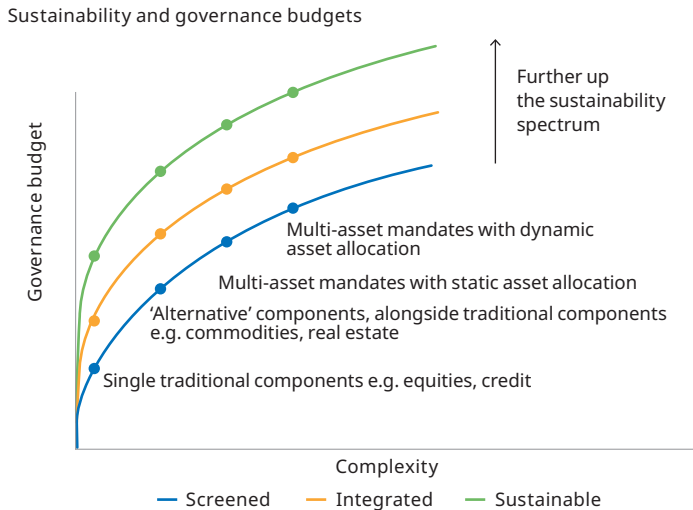 Sustainability and governance budgets
Further up
the sustainability
spectrum
Governance budget
Multi-asset mandates with dynamic
asset allocation
Multi-asset mandates with static asset allocation
‘Alternative’ components, alongside traditional components
e.g. commodities, real estate
Single traditional components e.g. equities, credit
Complexity
Screened
Integrated
Sustainable